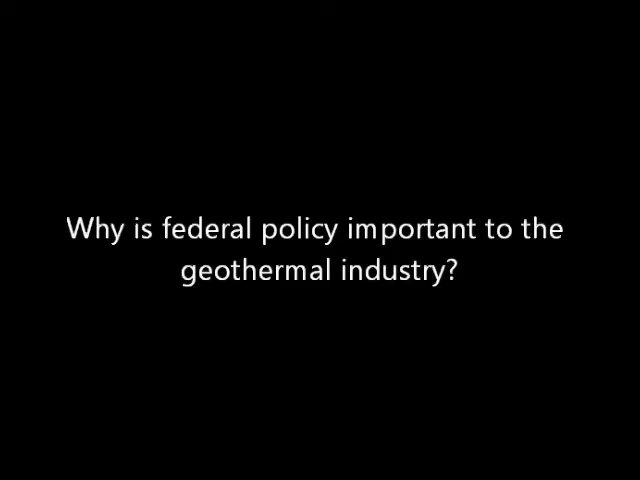 Why is federal policy important to the
geothermal industry?